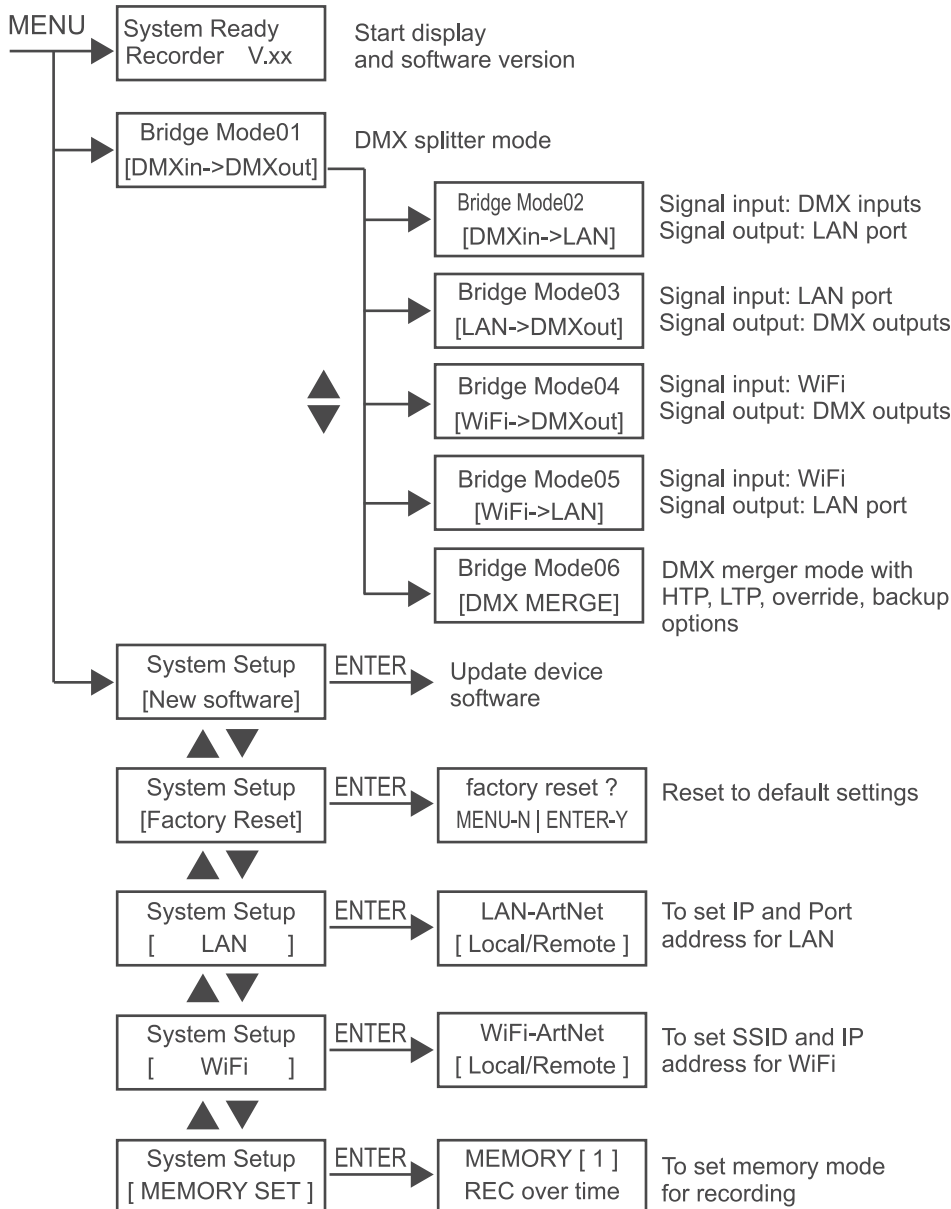 MENU
System Ready
Recorder V.xx
Start display
and software version
Bridge Mode01
[DMXin->DMXout]
DMX splitter mode
Bridge Mode02
[DMXin->LAN]
Signal input: DMX inputs
Signal output: LAN port
Bridge Mode03
[LAN->DMXout]
Signal input: LAN port
Signal output: DMX outputs
Bridge Mode04
[WiFi->DMXout]
Signal input: WiFi
Signal output: DMX outputs
Bridge Mode05
[WiFi->LAN]
Signal input: WiFi
Signal output: LAN port
Bridge Mode06
[DMX MERGE]
DMX merger mode with
HTP, LTP, override, backup
options
System Setup
[New software]
ENTER
Update device
software
System Setup
[Factory Reset]
ENTER
factory reset ?
MENU-N | ENTER-Y
Reset to default settings
System Setup
[ LAN ]
ENTER
LAN-ArtNet
[ Local/Remote ]
To set IP and Port
address for LAN
System Setup
[ WiFi ]
ENTER
WiFi-ArtNet
[ Local/Remote ]
To set SSID and IP
address for WiFi
System Setup
[ MEMORY SET ]
ENTER
MEMORY [ 1 ]
REC over time
To set memory mode
for recording